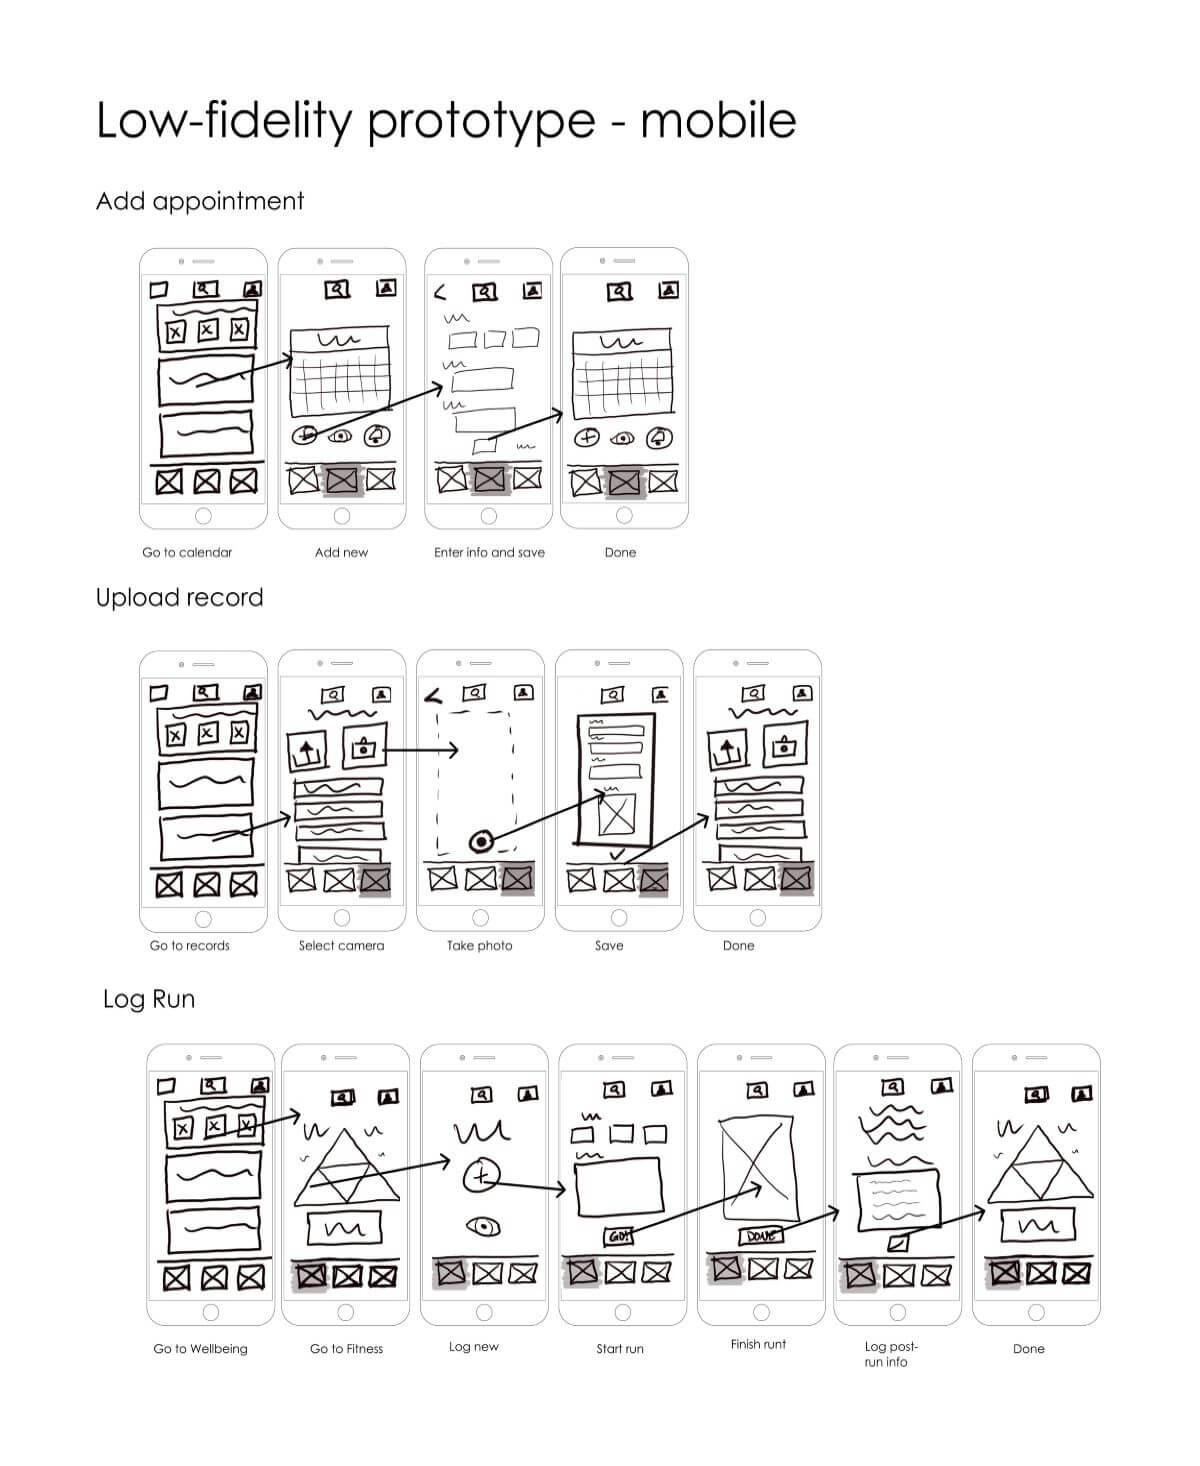 Low-fidelity prototype - mobile
Add appointment
Go to calendar
Add new
Enter info and save
Done
Upload record
Go to records
Select camera
Take photo
Save
Done
Log Run
GO!
DONE
Go to Wellbeing
Go to Fitness
Log new
Start run
Finish runt
Log post-
run info
Done